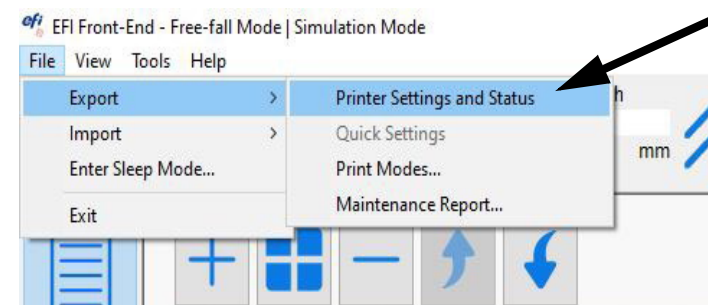 efi EFI Front-End - Free-fall Mode | Simulation Mode
File View Tools Help
Export > Printer Settings and Status
Import > Quick Settings
Enter Sleep Mode... Print Modes...
Exit Maintenance Report...
h
mm